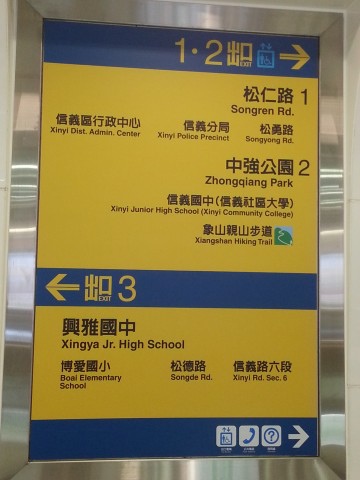 1·2出口 EXIT
松仁路 1
Songren Rd.
信義區行政中心 信義分局 松勇路
Xinyi Dist. Admin. Center Xinyi Police Precinct Songyong Rd.
中強公園 2
Zhongqiang Park
信義國中(信義社區大學)
Xinyi Junior High School (Xinyi Community College)
象山親山步道
Xiangshan Hiking Trail
出口 EXIT 3
興雅國中
Xingya Jr. High School
博愛國小 松德路 信義路六段
Boai Elementary School Songde Rd. Xinyi Rd. Sec. 6